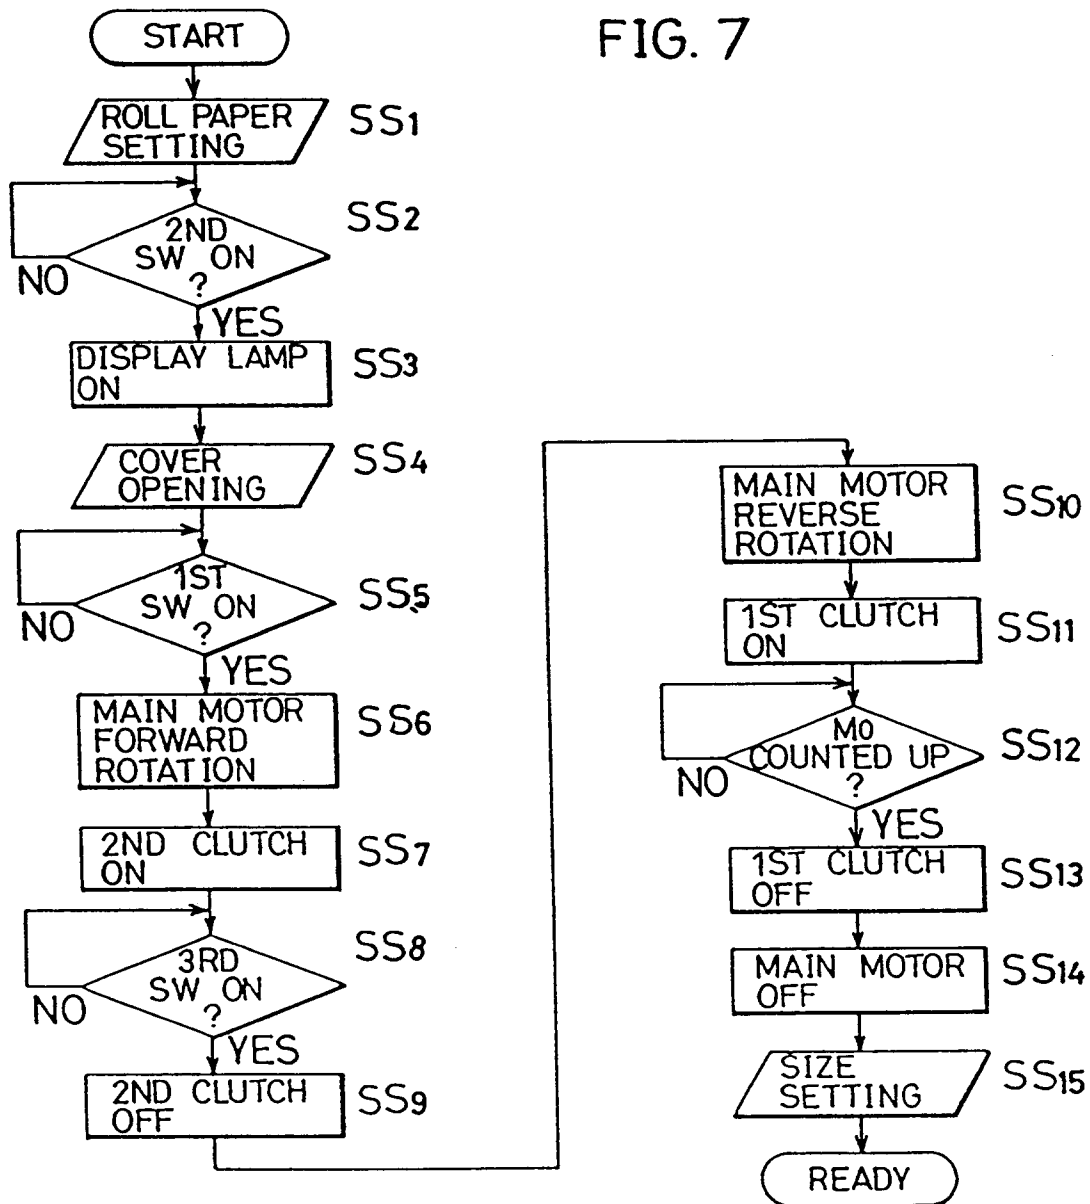 FIG. 7
START
ROLL PAPER
SETTING
SS1
2ND
SW ON
?
SS2
NO
YES
DISPLAY LAMP
ON
SS3
COVER
OPENING
SS4
1ST
SW ON
?
SS5
NO
YES
MAIN MOTOR
FORWARD
ROTATION
SS6
2ND CLUTCH
ON
SS7
3RD
SW ON
?
SS8
NO
YES
2ND CLUTCH
OFF
SS9
MAIN MOTOR
REVERSE
ROTATION
SS10
1ST CLUTCH
ON
SS11
M0
COUNTED UP
?
SS12
NO
YES
1ST CLUTCH
OFF
SS13
MAIN MOTOR
OFF
SS14
SIZE
SETTING
SS15
READY